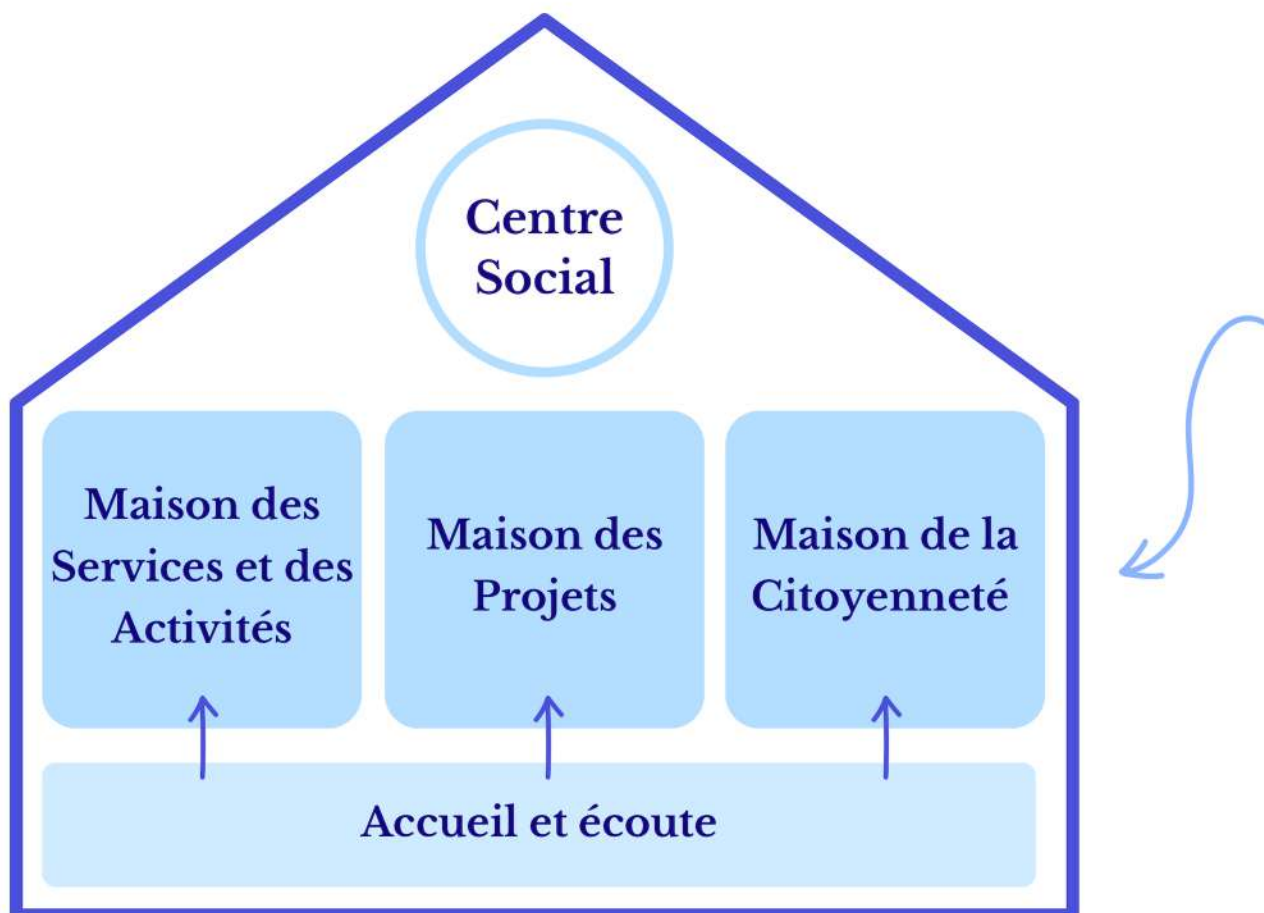 Centre
Social
Maison des
Services et des
Activités
Maison des
Projets
Maison de la
Citoyenneté
Accueil et écoute